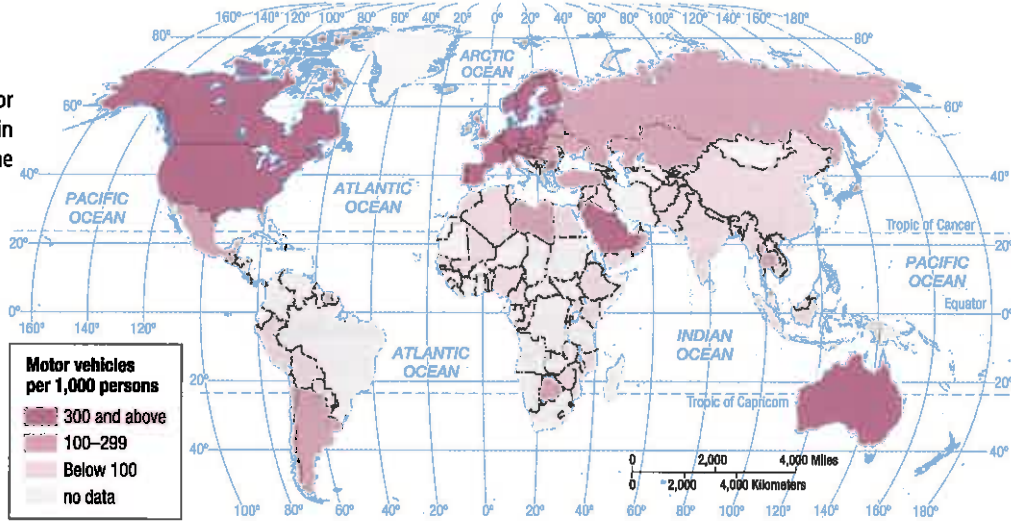 160° 140° 120° 100° 80° 60° 40° 20° 0° 20° 40° 60° 80° 100° 120° 140° 160° 180°
80° 80°
ARCTIC
OCEAN
or
in
ne
60° 60°
40° 40°
PACIFIC
OCEAN
ATLANTIC
OCEAN
Tropic of Cancer
20° 20°
PACIFIC
OCEAN
Equator
0° 0°
160° 140° 120°
INDIAN
OCEAN
ATLANTIC
OCEAN
20° 20°
Tropic of Capricorn
40° 40°
Motor vehicles
per 1,000 persons
300 and above
100–299
Below 100
no data
0 2,000 4,000 Miles
0 2,000 4,000 Kilometers
80° 60° 40° 20° 0° 20° 40° 60° 80° 100° 120° 140° 160° 180°